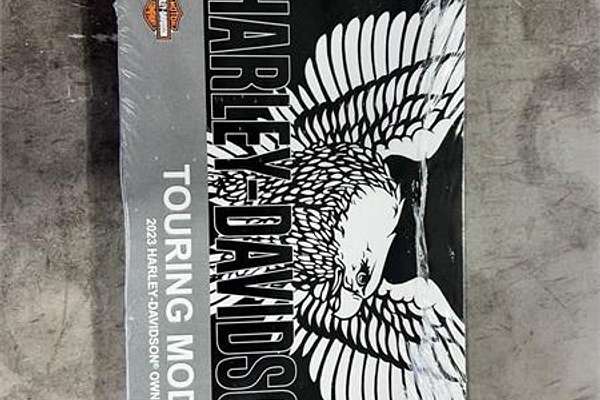 HARLEY-DAVIDSO
TOURING MOD
2023 HARLEY-DAVIDSON® OWN